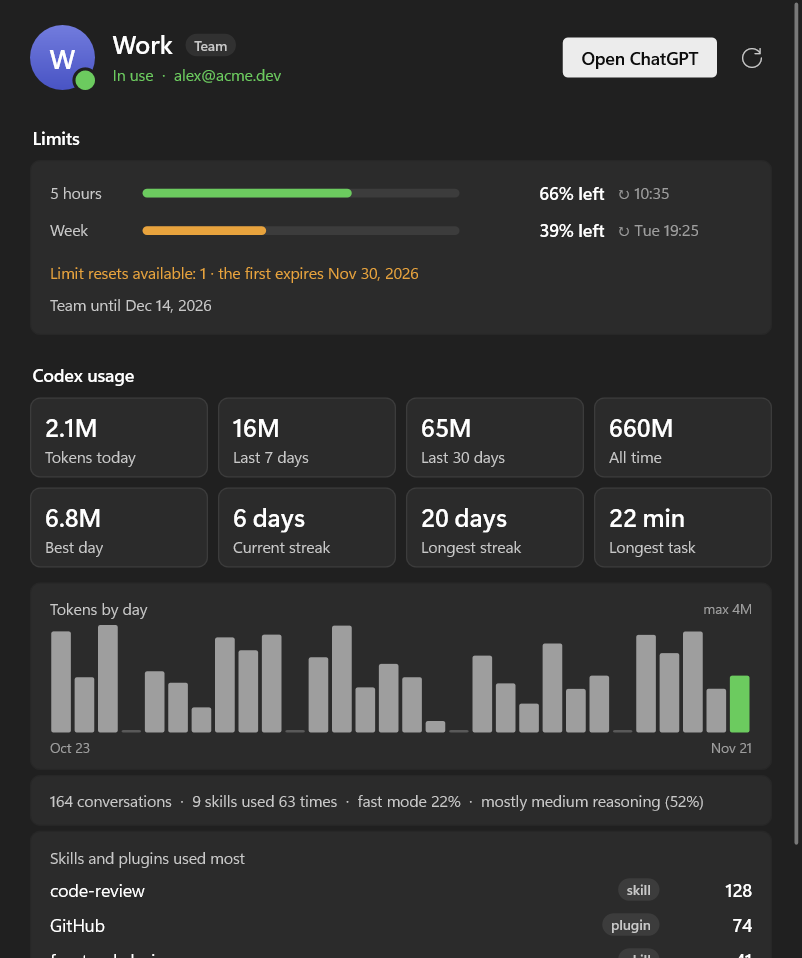 W
Work Team
In use · alex@acme.dev
Open ChatGPT
Limits
5 hours 66% left ↻ 10:35
Week 39% left ↻ Tue 19:25
Limit resets available: 1 · the first expires Nov 30, 2026
Team until Dec 14, 2026
Codex usage
2.1M 16M 65M 660M
Tokens today Last 7 days Last 30 days All time
6.8M 6 days 20 days 22 min
Best day Current streak Longest streak Longest task
Tokens by day max 4M
Oct 23 Nov 21
164 conversations · 9 skills used 63 times · fast mode 22% · mostly medium reasoning (52%)
Skills and plugins used most
code-review skill 128
GitHub plugin 74